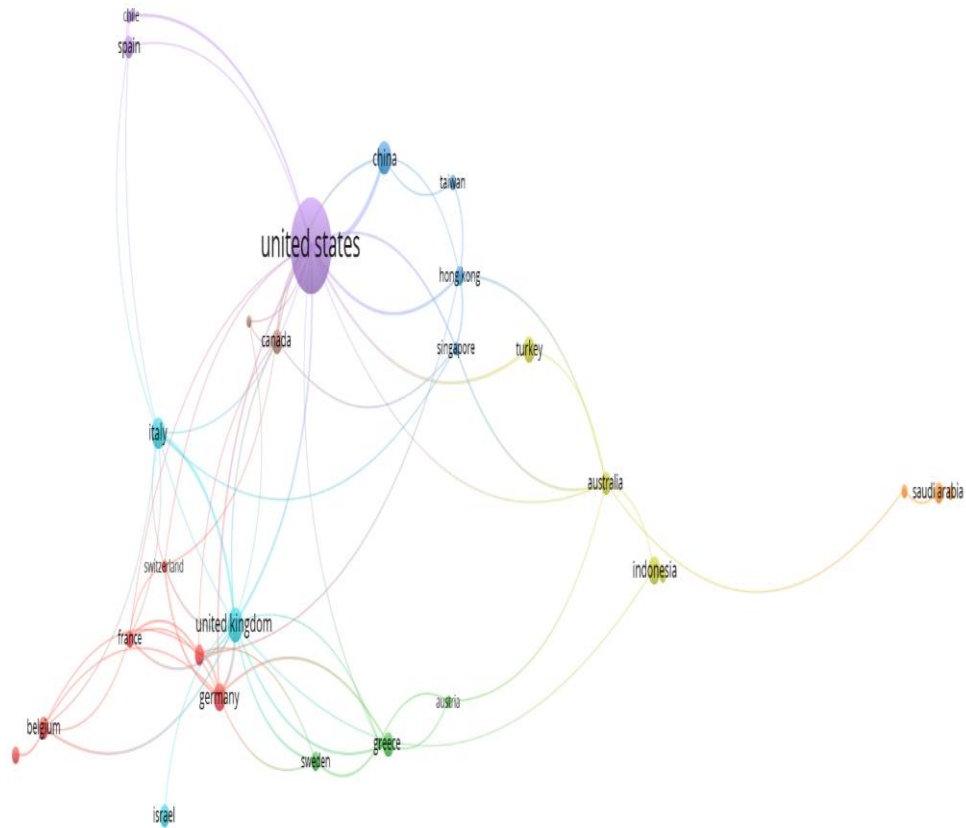 chile
spain
china
taiwan
united states
hong kong
canada
singapore
turkey
italy
australia
saudi arabia
switzerland
indonesia
united kingdom
france
germany
austria
belgium
greece
sweden
israel